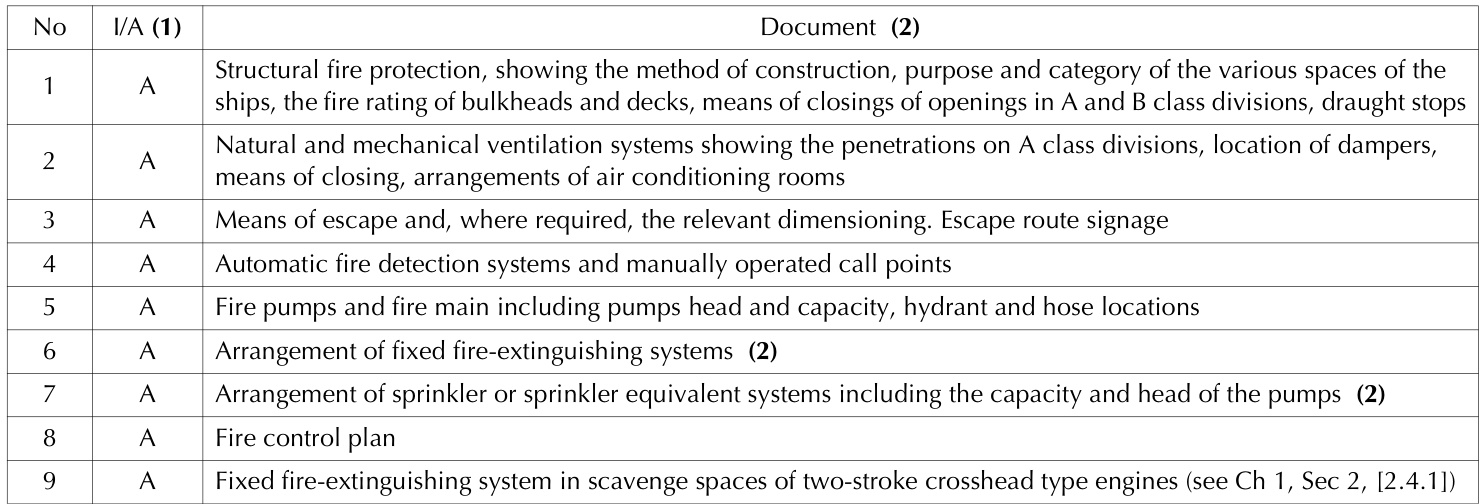 No I/A (1) Document (2)
1 A Structural fire protection, showing the method of construction, purpose and category of the various spaces of the
ships, the fire rating of bulkheads and decks, means of closings of openings in A and B class divisions, draught stops
2 A Natural and mechanical ventilation systems showing the penetrations on A class divisions, location of dampers,
means of closing, arrangements of air conditioning rooms
3 A Means of escape and, where required, the relevant dimensioning. Escape route signage
4 A Automatic fire detection systems and manually operated call points
5 A Fire pumps and fire main including pumps head and capacity, hydrant and hose locations
6 A Arrangement of fixed fire-extinguishing systems (2)
7 A Arrangement of sprinkler or sprinkler equivalent systems including the capacity and head of the pumps (2)
8 A Fire control plan
9 A Fixed fire-extinguishing system in scavenge spaces of two-stroke crosshead type engines (see Ch 1, Sec 2, [2.4.1])